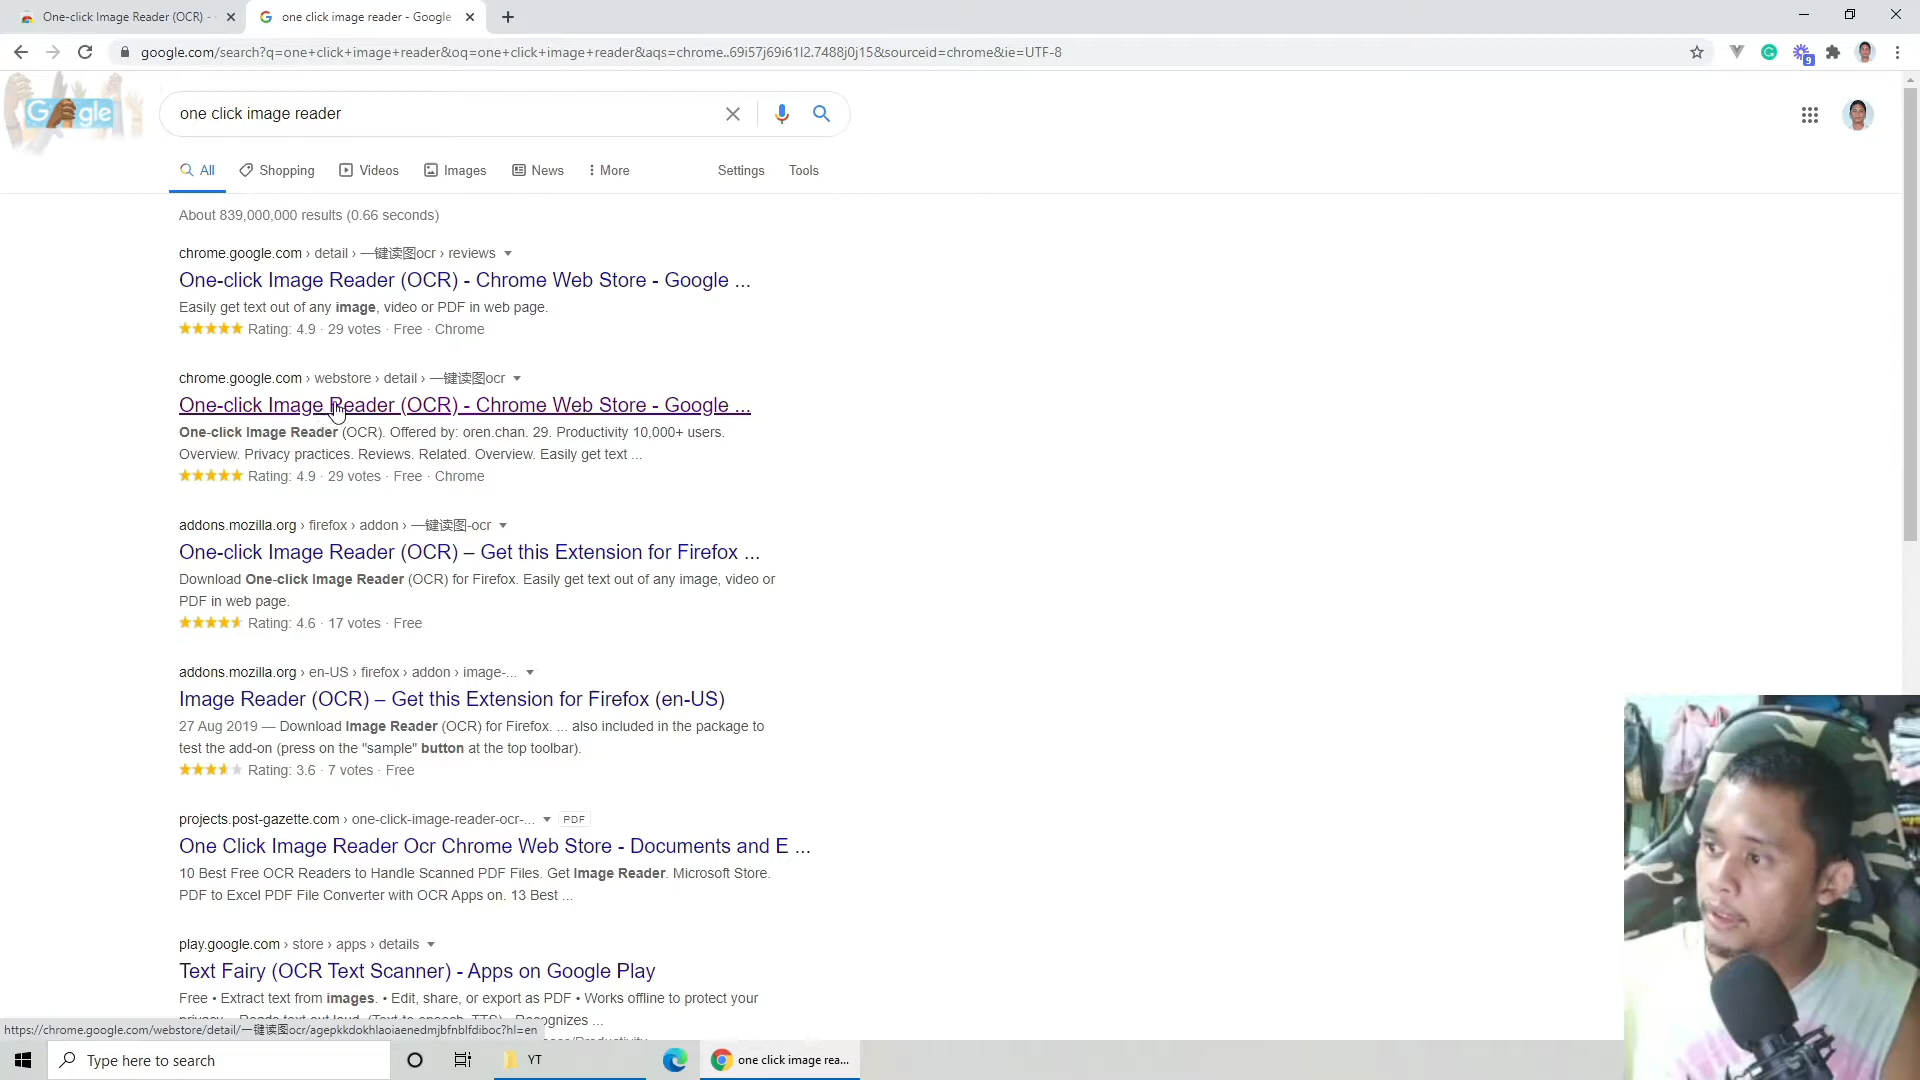 One-click Image Reader (OCR) -
one click image reader - Google
google.com/search?q=one+click+image+reader&oq=one+click+image+reader&aqs=chrome..69i57j69i61l2.7488j0j15&sourceid=chrome&ie=UTF-8
9
Google
one click image reader
All
Shopping
Videos
Images
News
More
Settings
Tools
About 839,000,000 results (0.66 seconds)
chrome.google.com › detail › 一键读图ocr › reviews
One-click Image Reader (OCR) - Chrome Web Store - Google ...
Easily get text out of any image, video or PDF in web page.
Rating: 4.9 · 29 votes · Free · Chrome
chrome.google.com › webstore › detail › 一键读图ocr
One-click Image Reader (OCR) - Chrome Web Store - Google ...
One-click Image Reader (OCR). Offered by: oren.chan. 29. Productivity 10,000+ users.
Overview. Privacy practices. Reviews. Related. Overview. Easily get text ...
Rating: 4.9 · 29 votes · Free · Chrome
addons.mozilla.org › firefox › addon › 一键读图-ocr
One-click Image Reader (OCR) – Get this Extension for Firefox ...
Download One-click Image Reader (OCR) for Firefox. Easily get text out of any image, video or
PDF in web page.
Rating: 4.6 · 17 votes · Free
addons.mozilla.org › en-US › firefox › addon › image-...
Image Reader (OCR) – Get this Extension for Firefox (en-US)
27 Aug 2019 — Download Image Reader (OCR) for Firefox. ... also included in the package to
test the add-on (press on the "sample" button at the top toolbar).
Rating: 3.6 · 7 votes · Free
projects.post-gazette.com › one-click-image-reader-ocr-... PDF
One Click Image Reader Ocr Chrome Web Store - Documents and E ...
10 Best Free OCR Readers to Handle Scanned PDF Files. Get Image Reader. Microsoft Store.
PDF to Excel PDF File Converter with OCR Apps on. 13 Best ...
play.google.com › store › apps › details
Text Fairy (OCR Text Scanner) - Apps on Google Play
Free • Extract text from images. • Edit, share, or export as PDF • Works offline to protect your
https://chrome.google.com/webstore/detail/一键读图ocr/agepkkdokhlaoiaenedmjbfnblfdiboc?hl=en
Type here to search
YT
one click image rea...